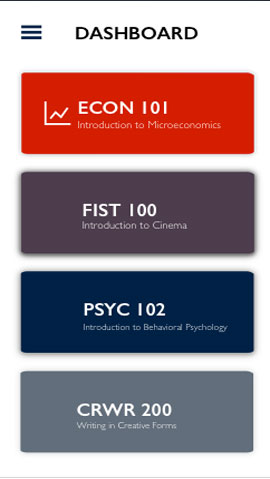 DASHBOARD
ECON 101
Introduction to Microeconomics
FIST 100
Introduction to Cinema
PSYC 102
Introduction to Behavioral Psychology
CRWR 200
Writing in Creative Forms